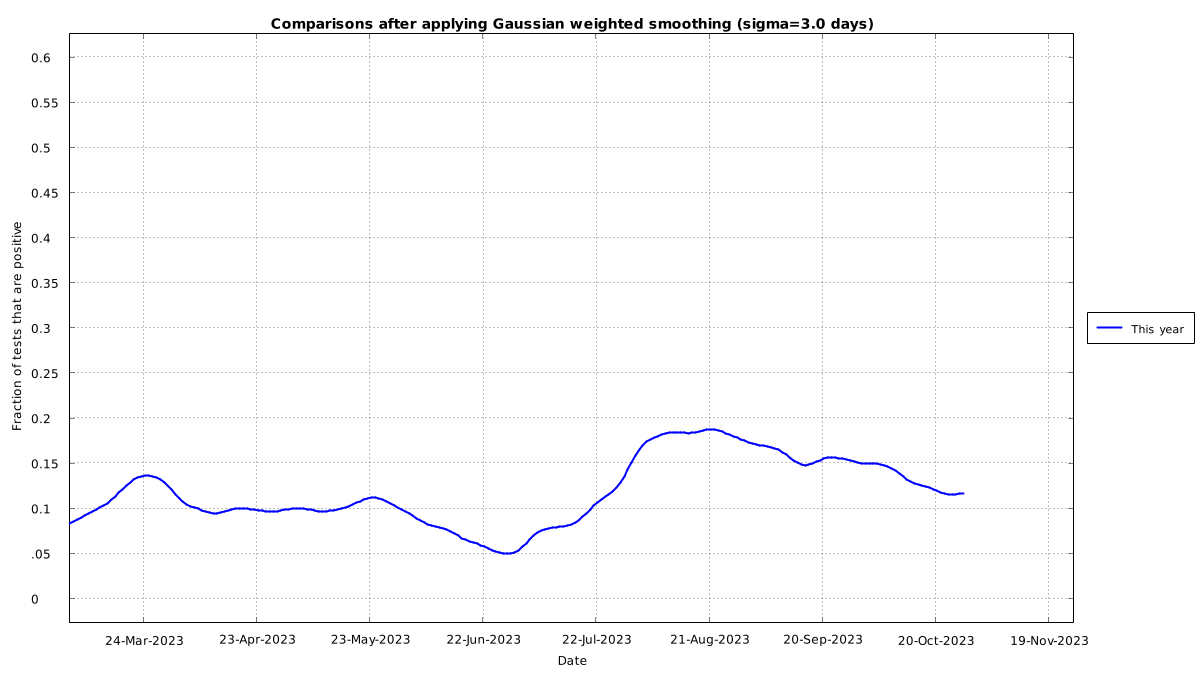 Comparisons after applying Gaussian weighted smoothing (sigma=3.0 days)
0.6
0.55
0.5
0.45
0.4
0.35
0.3
0.25
0.2
0.15
0.1
.05
0
Fraction of tests that are positive
This year
24-Mar-2023 23-Apr-2023 23-May-2023 22-Jun-2023 22-Jul-2023 21-Aug-2023 20-Sep-2023 20-Oct-2023 19-Nov-2023
Date